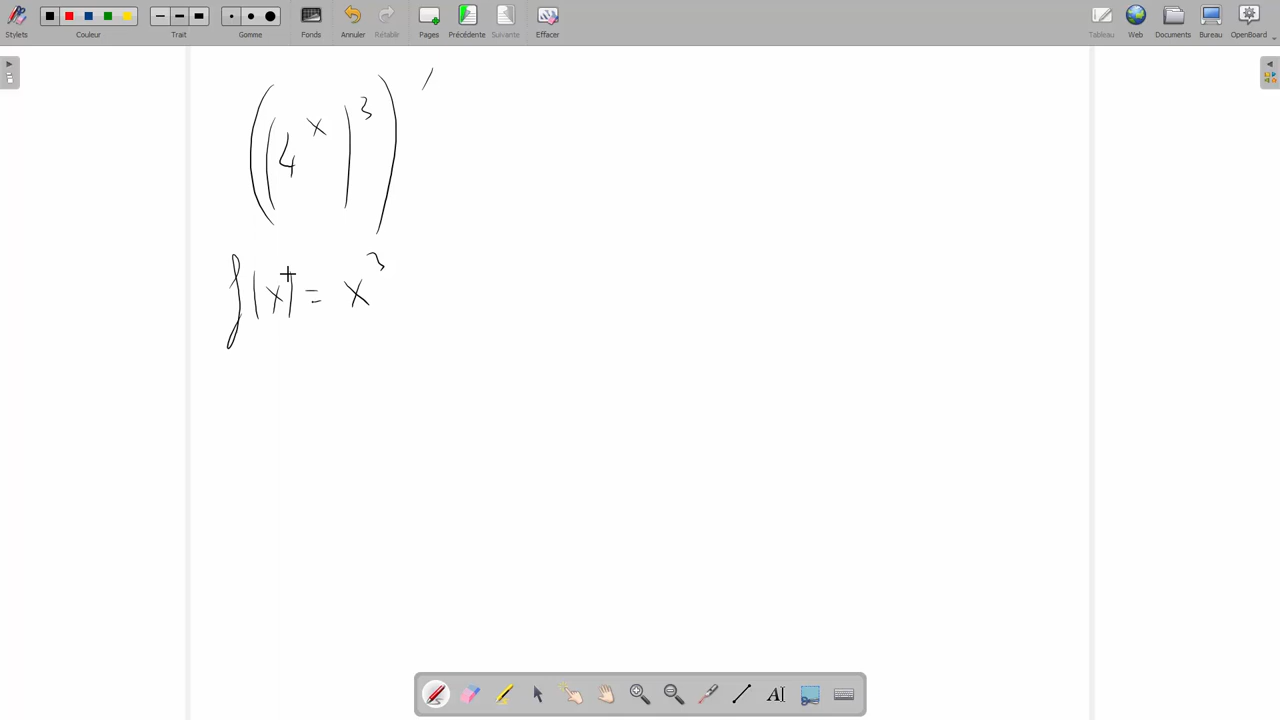 Stylets Couleur Trait Gomme Fonds Annuler Rétablir Pages Précédente Suivante Effacer Tableau Web Documents Bureau OpenBoard
((4^x)^3)'
f(x) = x^3
A